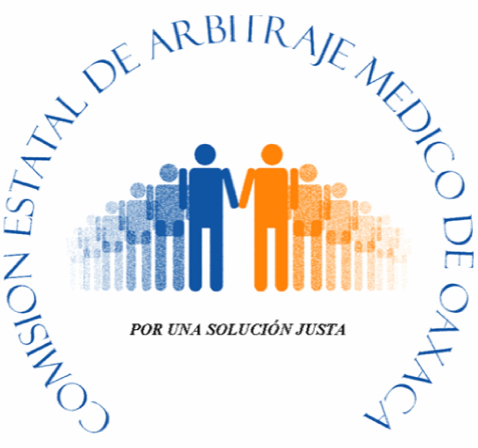 COMISION ESTATAL DE ARBITRAJE MEDICO DE OAXACA
POR UNA SOLUCIÓN JUSTA